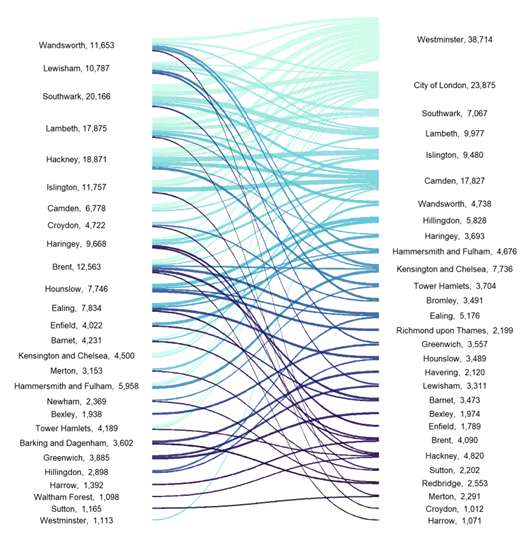 Wandsworth, 11,653
Lewisham, 10,787
Southwark, 20,166
Lambeth, 17,875
Hackney, 18,871
Islington, 11,757
Camden, 6,778
Croydon, 4,722
Haringey, 9,668
Brent, 12,563
Hounslow, 7,746
Ealing, 7,834
Enfield, 4,022
Barnet, 4,231
Kensington and Chelsea, 4,500
Merton, 3,153
Hammersmith and Fulham, 5,958
Newham, 2,369
Bexley, 1,938
Tower Hamlets, 4,189
Barking and Dagenham, 3,602
Greenwich, 3,885
Hillingdon, 2,898
Harrow, 1,392
Waltham Forest, 1,098
Sutton, 1,165
Westminster, 1,113
Westminster, 38,714
City of London, 23,875
Southwark, 7,067
Lambeth, 9,977
Islington, 9,480
Camden, 17,827
Wandsworth, 4,738
Hillingdon, 5,828
Haringey, 3,693
Hammersmith and Fulham, 4,676
Kensington and Chelsea, 7,736
Tower Hamlets, 3,704
Bromley, 3,491
Ealing, 5,176
Richmond upon Thames, 2,199
Greenwich, 3,557
Hounslow, 3,489
Havering, 2,120
Lewisham, 3,311
Barnet, 3,473
Bexley, 1,974
Enfield, 1,789
Brent, 4,090
Hackney, 4,820
Sutton, 2,202
Redbridge, 2,553
Merton, 2,291
Croydon, 1,012
Harrow, 1,071